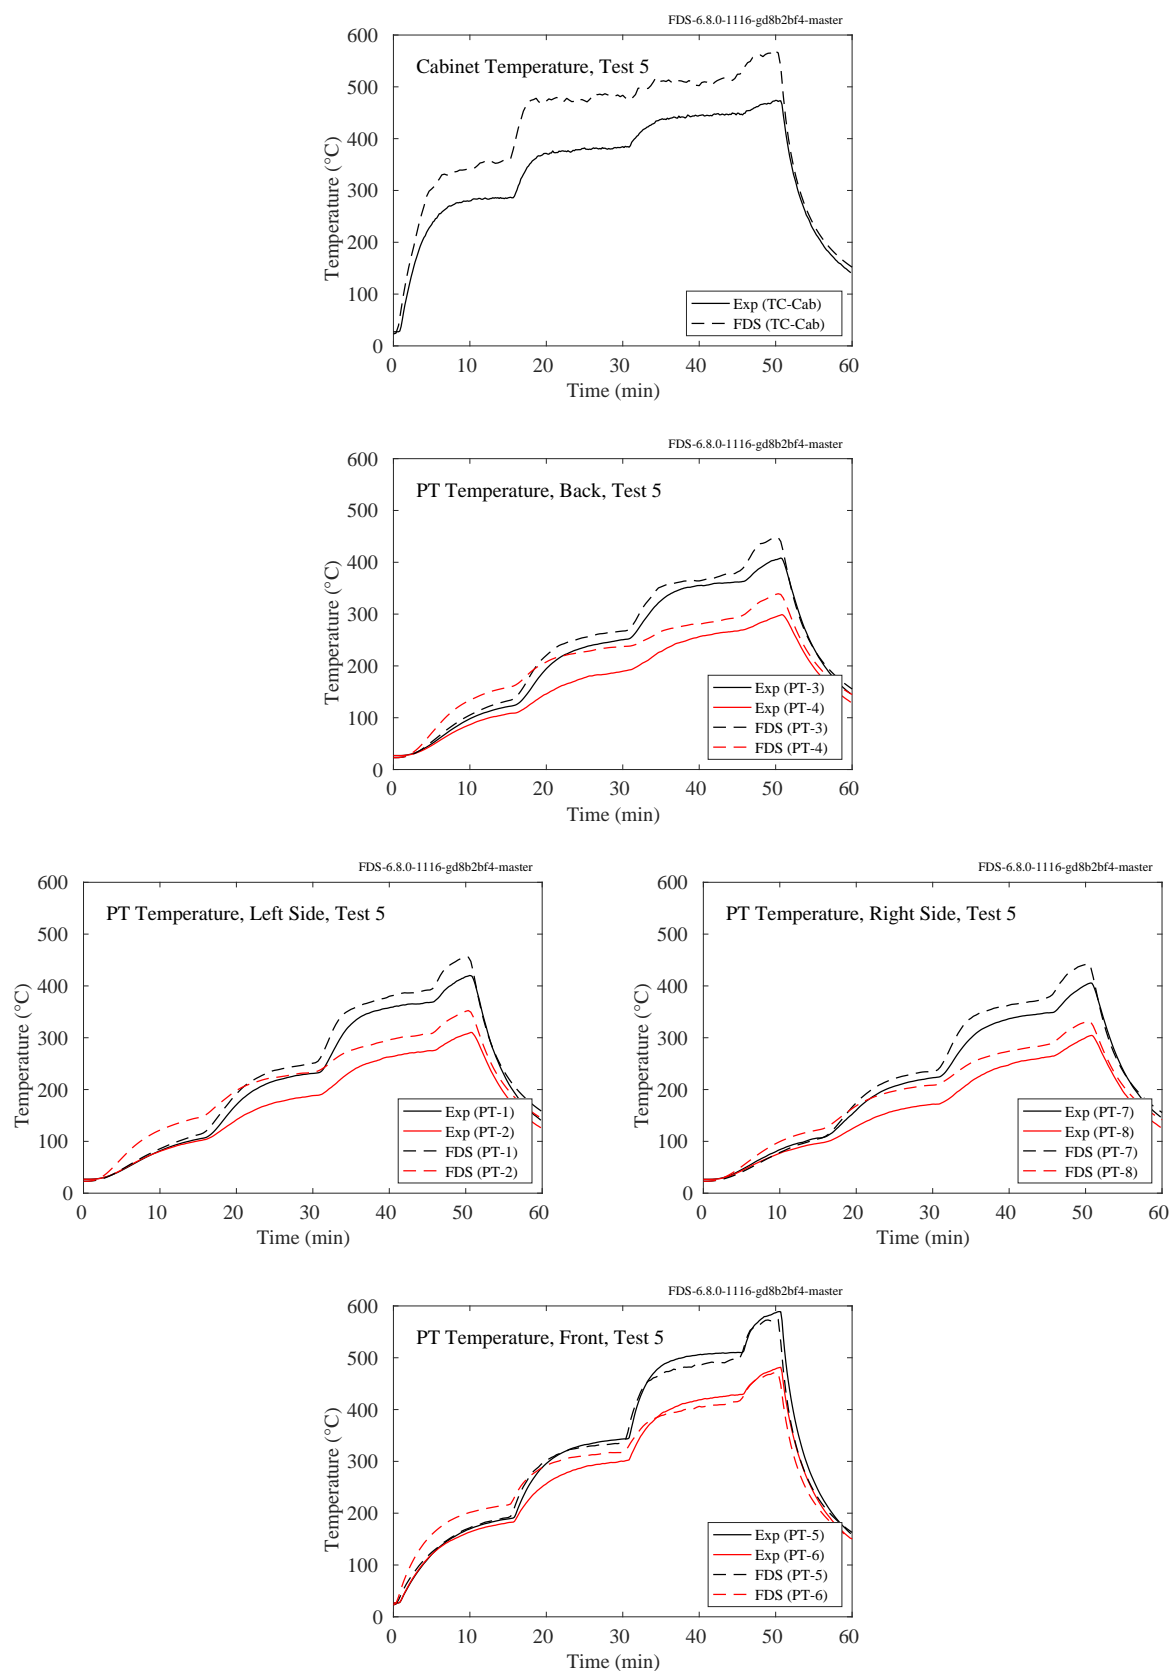 FDS-6.8.0-1116-gd8b2bf4-master
Cabinet Temperature, Test 5
Temperature (°C)
600
500
400
300
200
100
0
Exp (TC-Cab)
FDS (TC-Cab)
0 10 20 30 40 50 60
Time (min)
FDS-6.8.0-1116-gd8b2bf4-master
PT Temperature, Back, Test 5
Temperature (°C)
600
500
400
300
200
100
0
Exp (PT-3)
Exp (PT-4)
FDS (PT-3)
FDS (PT-4)
0 10 20 30 40 50 60
Time (min)
FDS-6.8.0-1116-gd8b2bf4-master
PT Temperature, Left Side, Test 5
Temperature (°C)
600
500
400
300
200
100
0
Exp (PT-1)
Exp (PT-2)
FDS (PT-1)
FDS (PT-2)
0 10 20 30 40 50 60
Time (min)
FDS-6.8.0-1116-gd8b2bf4-master
PT Temperature, Right Side, Test 5
Temperature (°C)
600
500
400
300
200
100
0
Exp (PT-7)
Exp (PT-8)
FDS (PT-7)
FDS (PT-8)
0 10 20 30 40 50 60
Time (min)
FDS-6.8.0-1116-gd8b2bf4-master
PT Temperature, Front, Test 5
Temperature (°C)
600
500
400
300
200
100
0
Exp (PT-5)
Exp (PT-6)
FDS (PT-5)
FDS (PT-6)
0 10 20 30 40 50 60
Time (min)